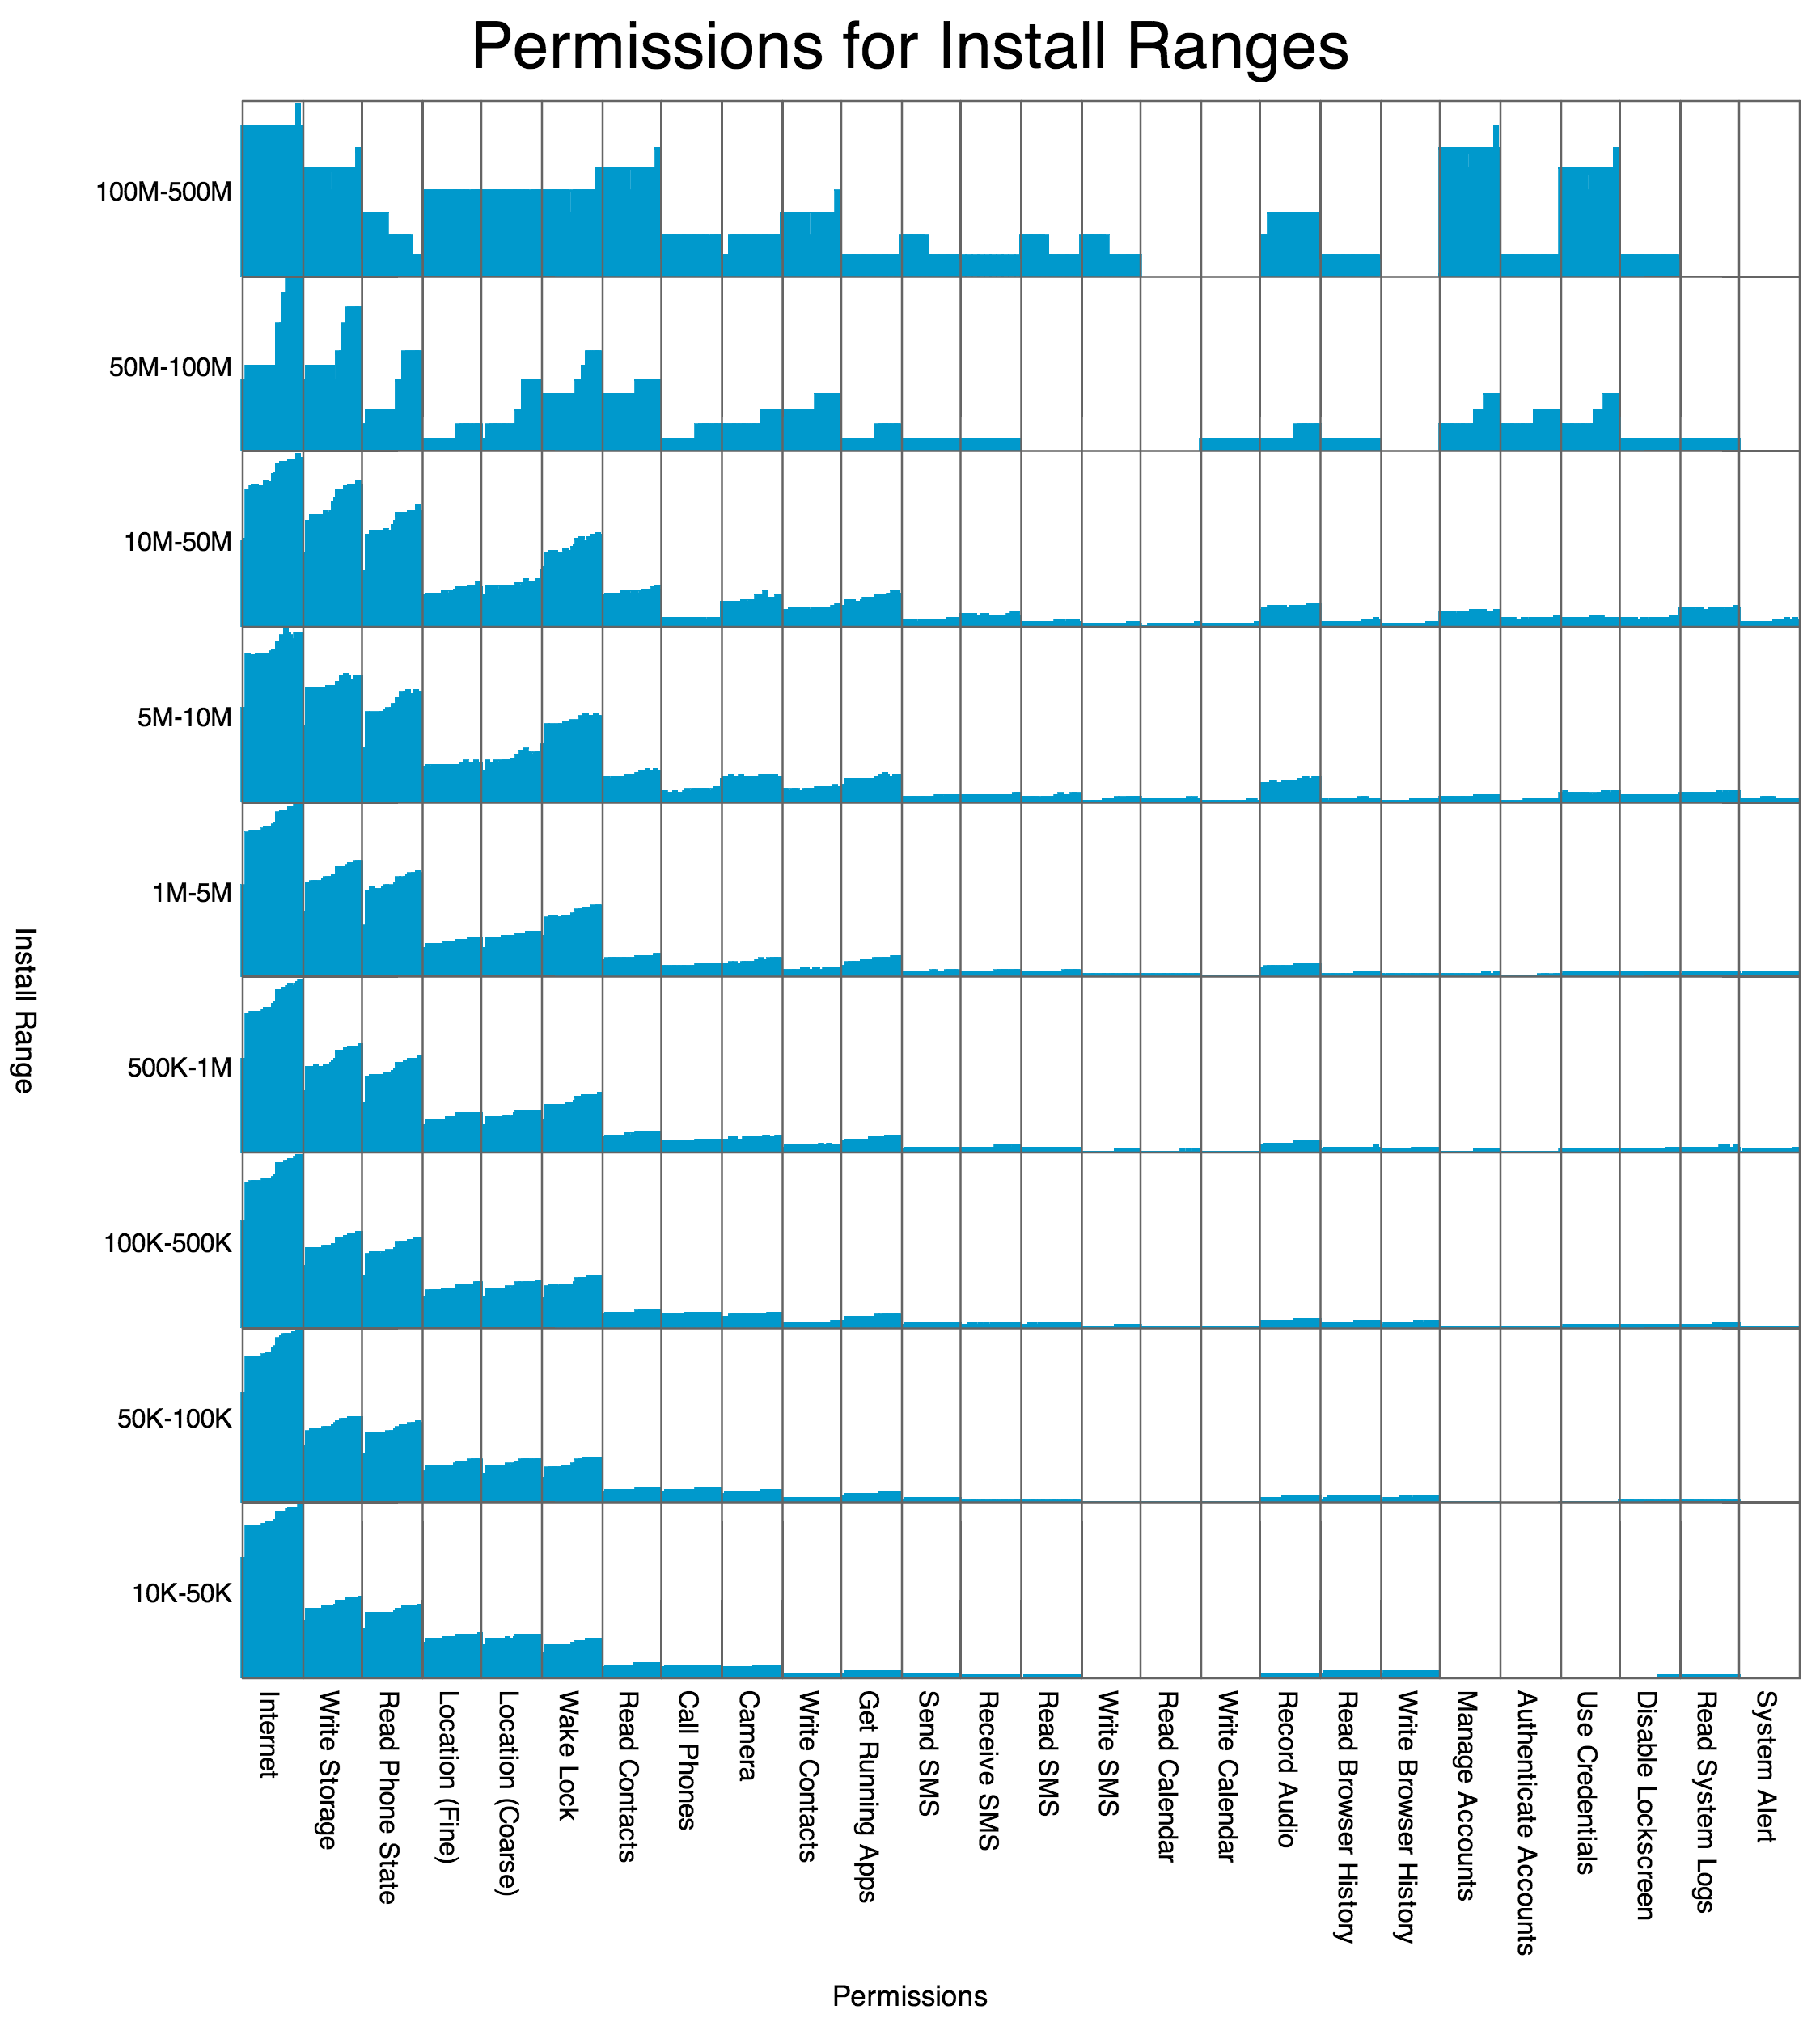 Permissions for Install Ranges
100M-500M
50M-100M
10M-50M
5M-10M
1M-5M
500K-1M
100K-500K
50K-100K
10K-50K
Install Range
Internet
Write Storage
Read Phone State
Location (Fine)
Location (Coarse)
Wake Lock
Read Contacts
Call Phones
Camera
Write Contacts
Get Running Apps
Send SMS
Receive SMS
Read SMS
Write SMS
Read Calendar
Write Calendar
Record Audio
Read Browser History
Write Browser History
Manage Accounts
Authenticate Accounts
Use Credentials
Disable Lockscreen
Read System Logs
System Alert
Permissions